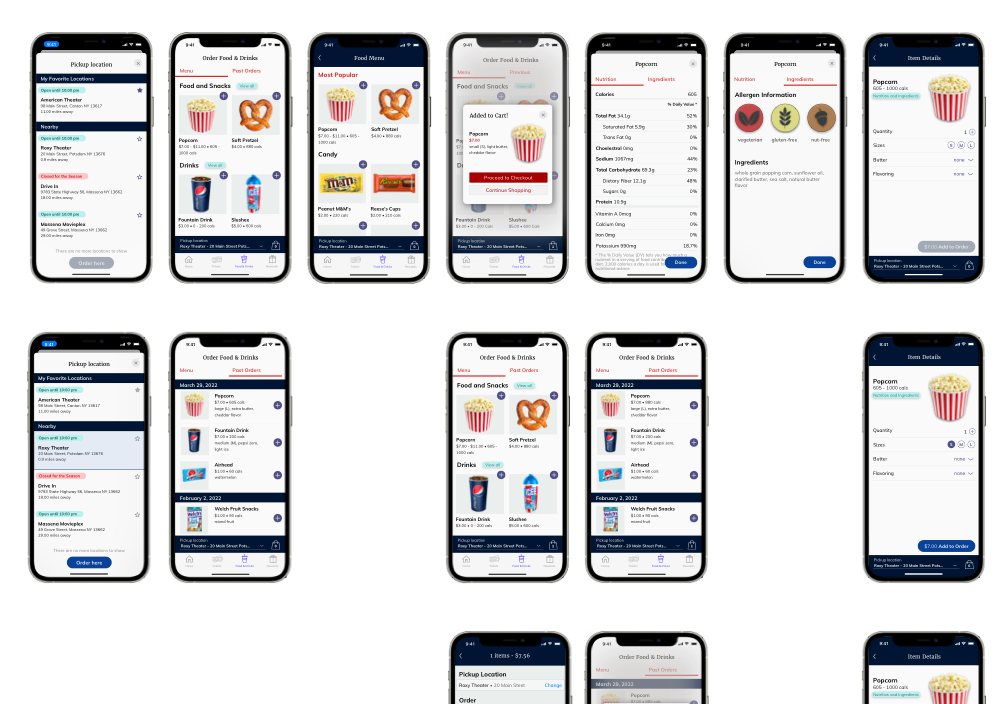 9:41
Pickup location
My Favorite Locations
Open until 10:00 pm
American Theater
98 Main Street, Canton NY 13617
11.00 miles away
Nearby
Open until 10:00 pm
Roxy Theater
20 Main Street, Potsdam NY 13676
0.9 miles away
Closed for the Season
Drive In
9783 State Highway 56, Massena NY 13662
18.00 miles away
Open until 10:00 pm
Massena Movieplex
49 Grove Street, Massena NY 13662
29.00 miles away
There are no more locations to show
Order here
9:41
Order Food & Drinks
Menu Past Orders
Food and Snacks View all
Popcorn Soft Pretzel
$7.00 - $11.00 • 605 - $4.00 • 880 cals
1000 cals
Drinks View all
Fountain Drink Slushee
$3.00 • 0 - 200 cals $5.00 • 600 cals
Pickup location
Roxy Theater - 20 Main Street Pots...
Food & Drinks
9:41
Food Menu
Most Popular
Popcorn Soft Pretzel
$7.00 - $11.00 • 605 - $4.00 • 880 cals
1000 cals
Candy
Peanut M&M's Reese's Cups
$2.00 • 220 cals $2.00 • 210 cals
Pickup location
Roxy Theater - 20 Main Street Pots...
Food & Drinks
9:41
Order Food & Drinks
Menu Previous
Food and Snacks
Added to Cart!
Popcorn
$7.00
small (S), light butter,
cheddar flavor
Proceed to Checkout
Continue Shopping
Fountain Drink Slushee
$3.00 • 0 - 200 cals $5.00 • 600 cals
Pickup location
Roxy Theater - 20 Main Street Pots...
Food & Drinks
9:41
Popcorn
Nutrition Ingredients
Calories 605
% Daily Value *
Total Fat 34.1g 52%
Saturated Fat 5.9g 30%
Trans Fat 0g 0%
Cholestrol 0mg 0%
Sodium 1067mg 44%
Total Carbohydrate 69.1g 23%
Dietary Fiber 12.1g 48%
Sugars 0g 0%
Protein 10.9g
Vitamin A 0mcg 0%
Calcium 0mg 0%
Iron 0mg 0%
Potassium 990mg 18.7%
Done
9:41
Popcorn
Nutrition Ingredients
Allergen Information
vegetarian gluten-free nut-free
Ingredients
whole grain popping corn, sunflower oil,
clarified butter, sea salt, natural butter
flavor
Done
9:41
Item Details
Popcorn
605 - 1000 cals
Nutrition and Ingredients
Quantity 1
Sizes S M L
Butter none
Flavoring none
$7.00 Add to Order
Pickup location
Roxy Theater - 20 Main Street Pots...
9:41
Pickup location
My Favorite Locations
Open until 10:00 pm
American Theater
98 Main Street, Canton NY 13617
11.00 miles away
Nearby
Open until 10:00 pm
Roxy Theater
20 Main Street, Potsdam NY 13676
0.9 miles away
Closed for the Season
Drive In
9783 State Highway 56, Massena NY 13662
18.00 miles away
Open until 10:00 pm
Massena Movieplex
49 Grove Street, Massena NY 13662
29.00 miles away
There are no more locations to show
Order here
9:41
Order Food & Drinks
Menu Past Orders
March 29, 2022
Popcorn
$7.00 • 605 cals
large (L), extra butter,
cheddar flavor
Fountain Drink
$7.00 • 200 cals
medium (M), pepsi zero,
light ice
Airhead
$1.00 • 60 cals
watermelon
February 2, 2022
Welch Fruit Snacks
$1.00 • 90 cals
mixed fruit
Pickup location
Roxy Theater - 20 Main Street Pots...
Food & Drinks
9:41
Order Food & Drinks
Menu Past Orders
Food and Snacks View all
Popcorn Soft Pretzel
$7.00 - $11.00 • 605 - $4.00 • 880 cals
1000 cals
Drinks View all
Fountain Drink Slushee
$3.00 • 0 - 200 cals $5.00 • 600 cals
Pickup location
Roxy Theater - 20 Main Street Pots...
Food & Drinks
9:41
Order Food & Drinks
Menu Past Orders
March 29, 2022
Popcorn
$7.00 • 880 cals
large (L), extra butter,
cheddar flavor
Fountain Drink
$7.00 • 200 cals
medium (M), pepsi zero,
light ice
Airhead
$1.00 • 60 cals
watermelon
February 2, 2022
Welch Fruit Snacks
$1.00 • 90 cals
mixed fruit
Pickup location
Roxy Theater - 20 Main Street Pots...
Food & Drinks
9:41
Item Details
Popcorn
605 - 1000 cals
Nutrition and Ingredients
Quantity 1
Sizes S M L
Butter none
Flavoring none
$7.00 Add to Order
Pickup location
Roxy Theater - 20 Main Street Pots...
9:41
1 items - $7.56
Pickup Location
Roxy Theater • 20 Main Steet Change
Order
9:41
Order Food & Drinks
Menu Past Orders
March 29, 2022
Popcorn
$7.00 • 880 cals
9:41
Item Details
Popcorn
605 - 1000 cals
Nutrition and Ingredients